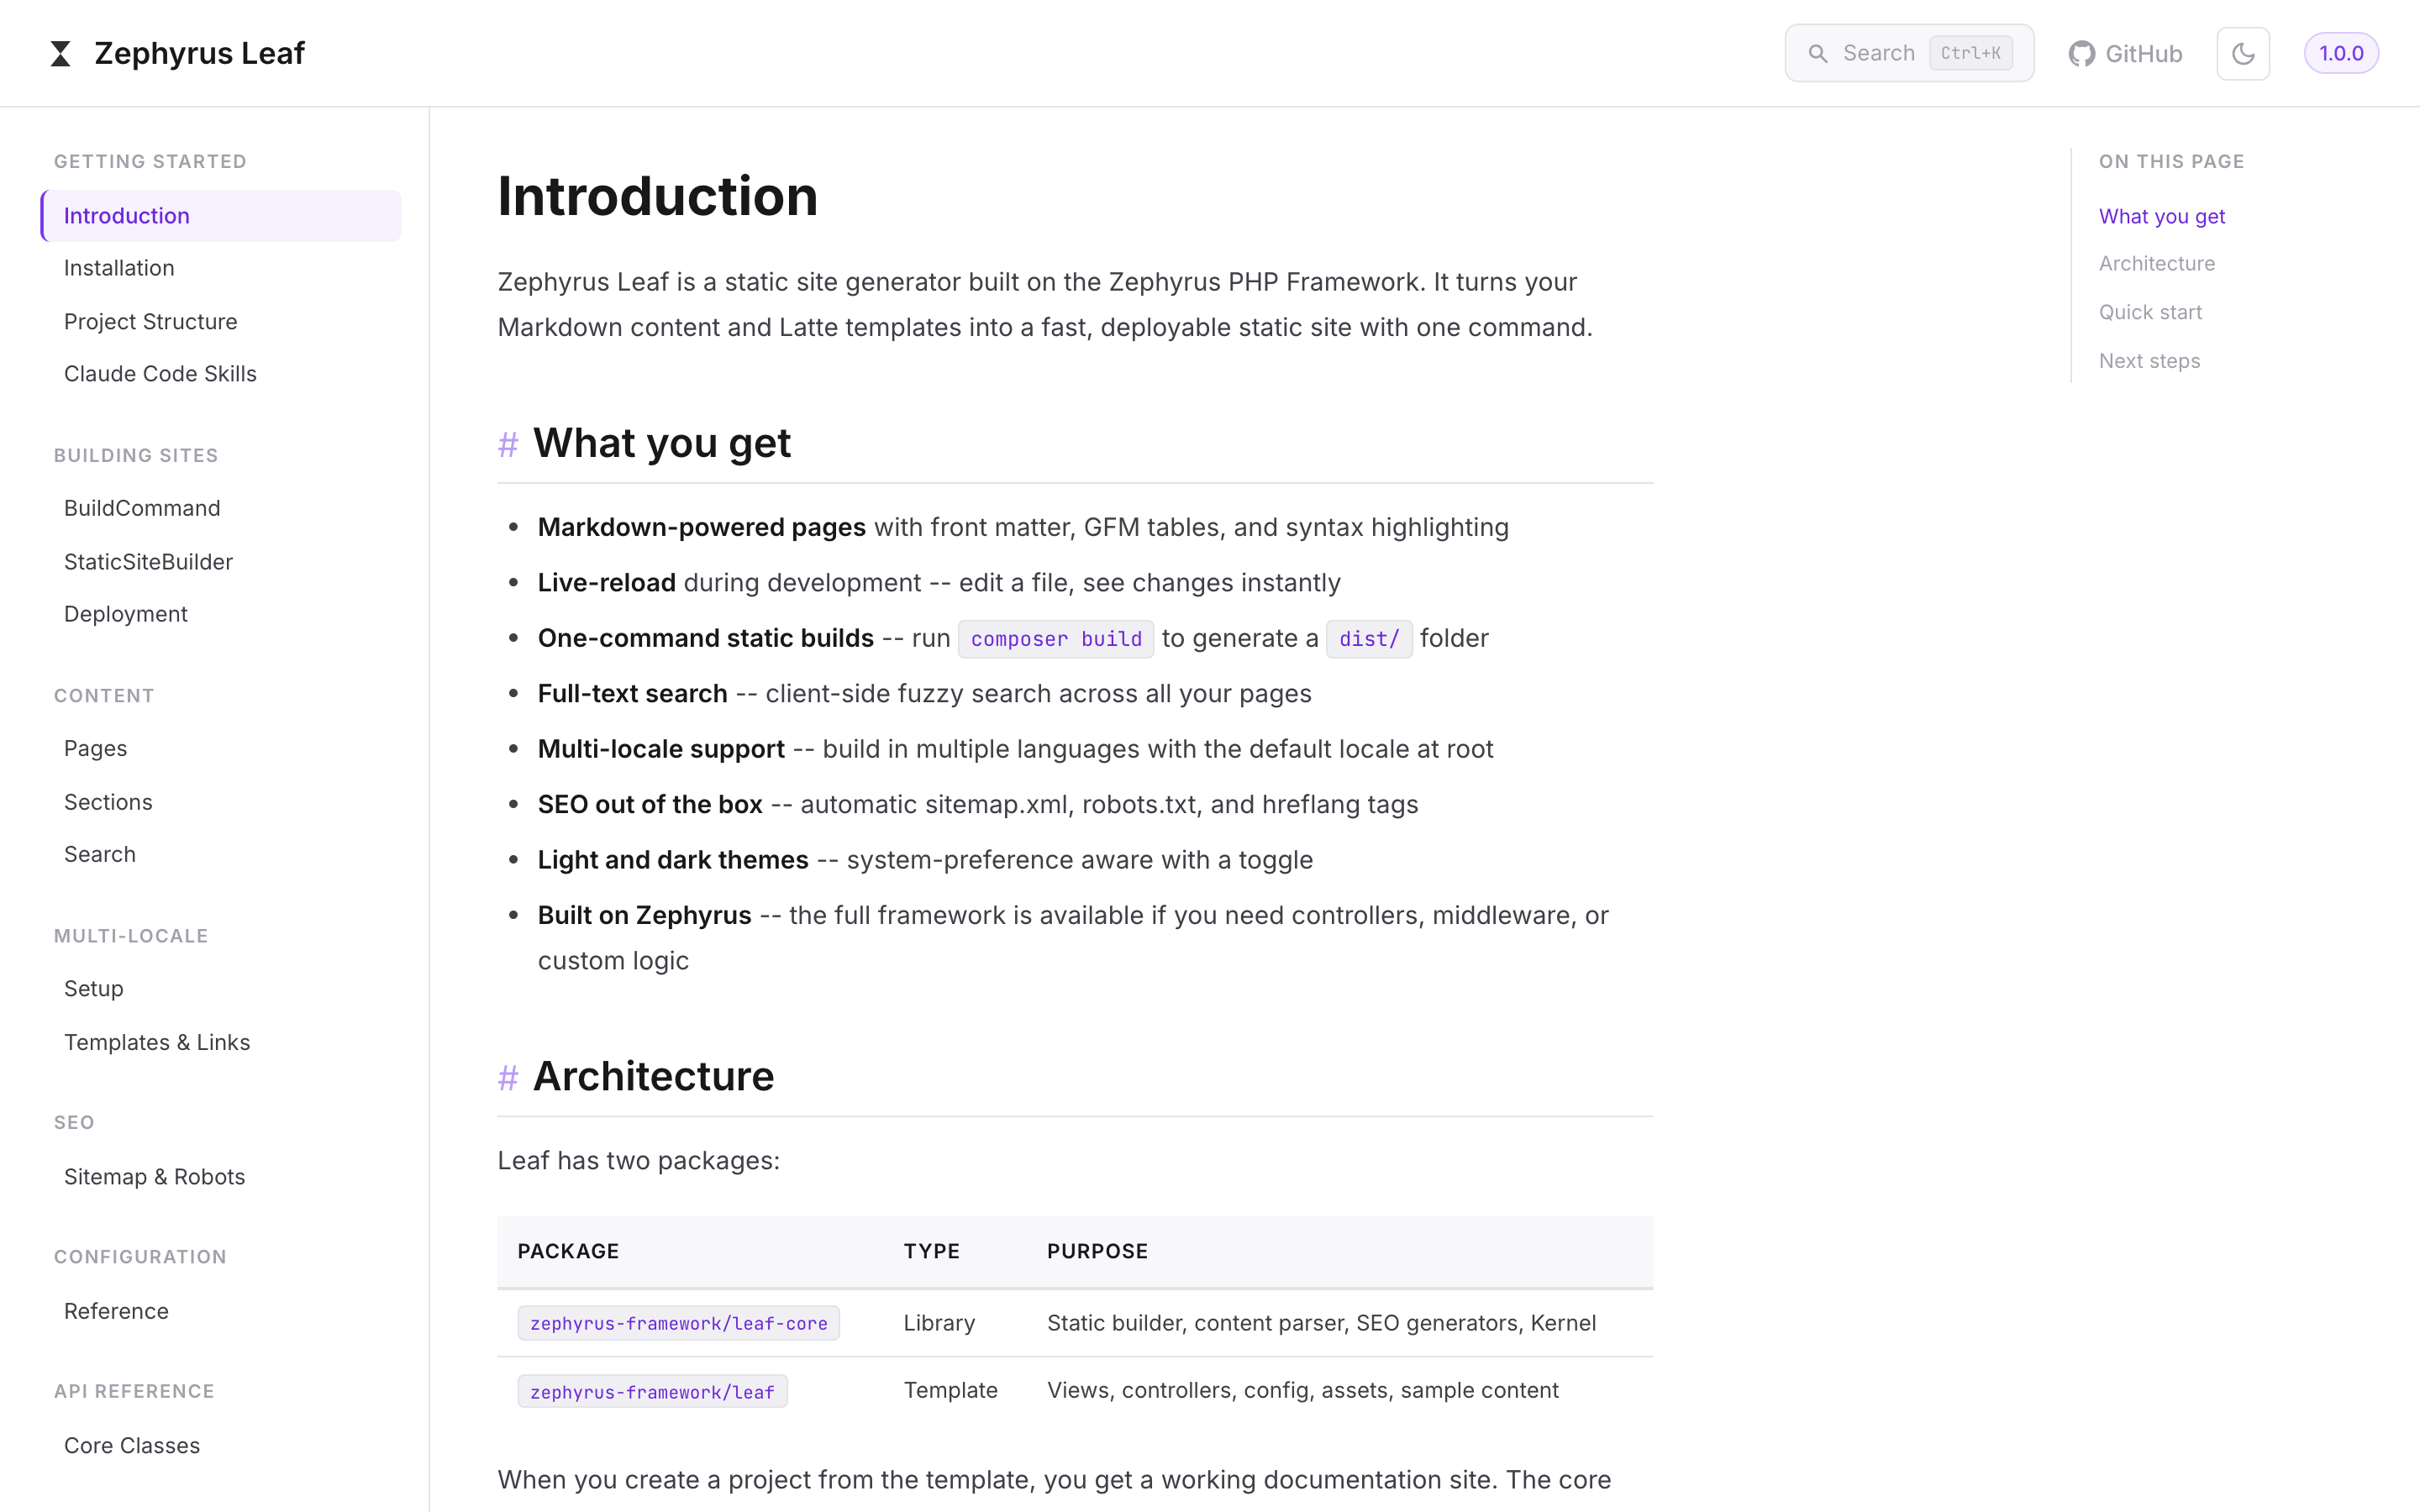 Zephyrus Leaf
Search Ctrl+K
GitHub
1.0.0
GETTING STARTED
Introduction
Installation
Project Structure
Claude Code Skills
BUILDING SITES
BuildCommand
StaticSiteBuilder
Deployment
CONTENT
Pages
Sections
Search
MULTI-LOCALE
Setup
Templates & Links
SEO
Sitemap & Robots
CONFIGURATION
Reference
API REFERENCE
Core Classes
Introduction
Zephyrus Leaf is a static site generator built on the Zephyrus PHP Framework. It turns your
Markdown content and Latte templates into a fast, deployable static site with one command.
# What you get
• Markdown-powered pages with front matter, GFM tables, and syntax highlighting
• Live-reload during development -- edit a file, see changes instantly
• One-command static builds -- run composer build to generate a dist/ folder
• Full-text search -- client-side fuzzy search across all your pages
• Multi-locale support -- build in multiple languages with the default locale at root
• SEO out of the box -- automatic sitemap.xml, robots.txt, and hreflang tags
• Light and dark themes -- system-preference aware with a toggle
• Built on Zephyrus -- the full framework is available if you need controllers, middleware, or
custom logic
# Architecture
Leaf has two packages:
PACKAGE TYPE PURPOSE
zephyrus-framework/leaf-core Library Static builder, content parser, SEO generators, Kernel
zephyrus-framework/leaf Template Views, controllers, config, assets, sample content
When you create a project from the template, you get a working documentation site. The core
ON THIS PAGE
What you get
Architecture
Quick start
Next steps